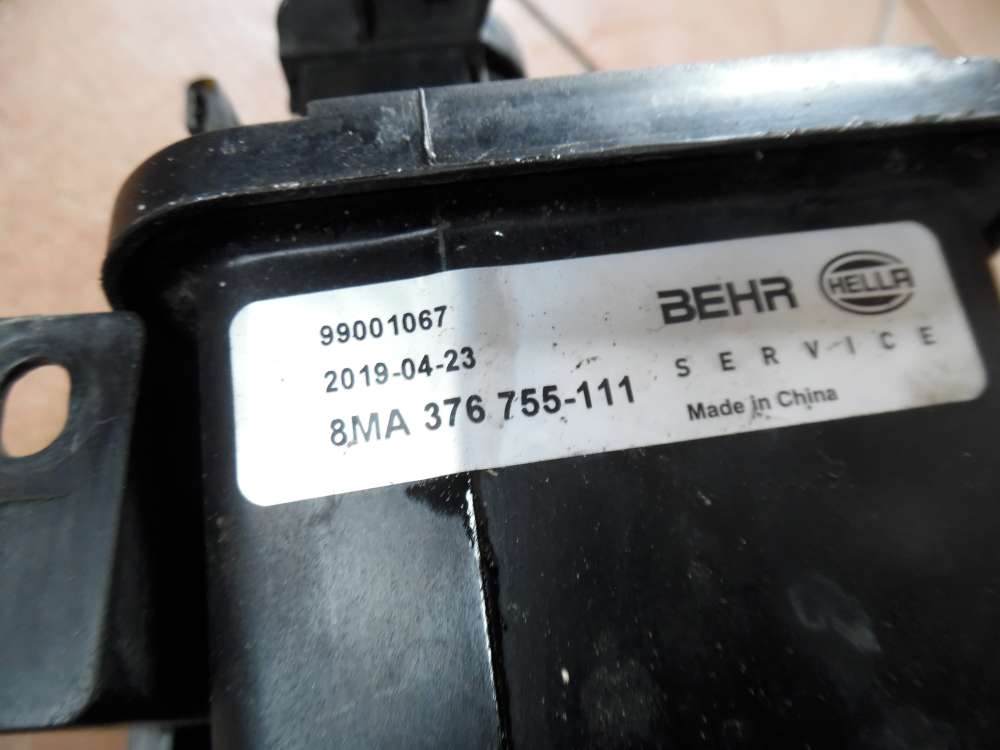 99001067
2019-04-23
8MA 376 755-111
BEHR HELLA
SERVICE
Made in China